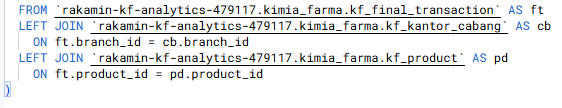 FROM `rakamin-kf-analytics-479117.kimia_farma.kf_final_transaction` AS ft
LEFT JOIN `rakamin-kf-analytics-479117.kimia_farma.kf_kantor_cabang` AS cb
ON ft.branch_id = cb.branch_id
LEFT JOIN `rakamin-kf-analytics-479117.kimia_farma.kf_product` AS pd
ON ft.product_id = pd.product_id
)